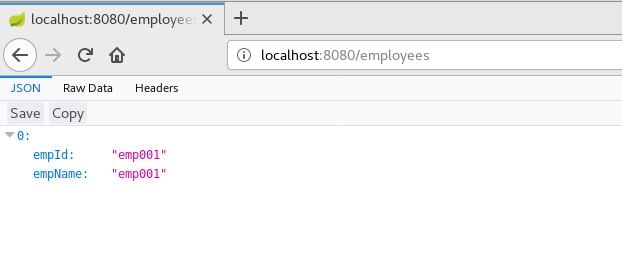 localhost:8080/employees
localhost:8080/employees
JSON Raw Data Headers
Save Copy
0:
empId: "emp001"
empName: "emp001"